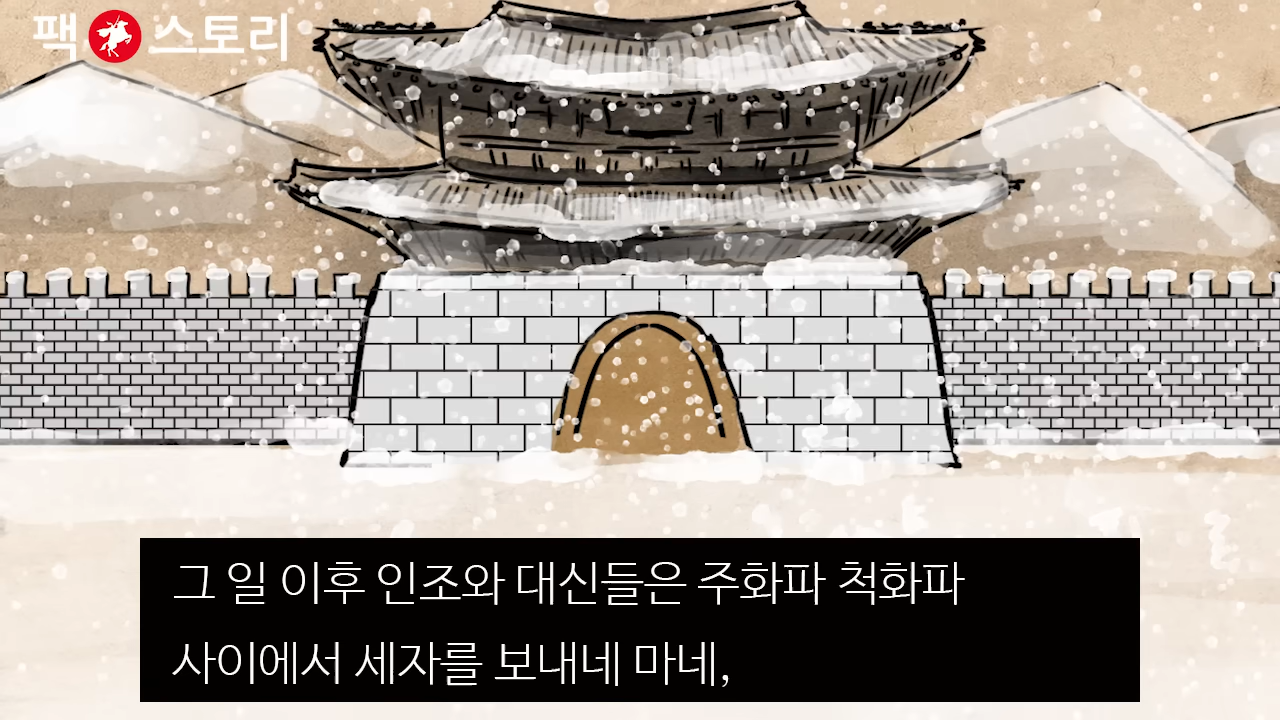 팩스토리
그 일 이후 인조와 대신들은 주화파 척화파
사이에서 세자를 보내네 마네,